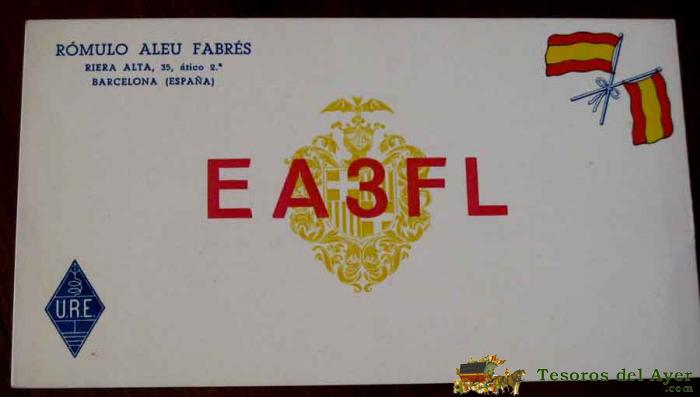 RÓMULO ALEU FABRÉS
RIERA ALTA, 35, ático 2.ª
BARCELONA (ESPAÑA)
EA3FL
U.R.E.
Tesoros del Ayer
.com